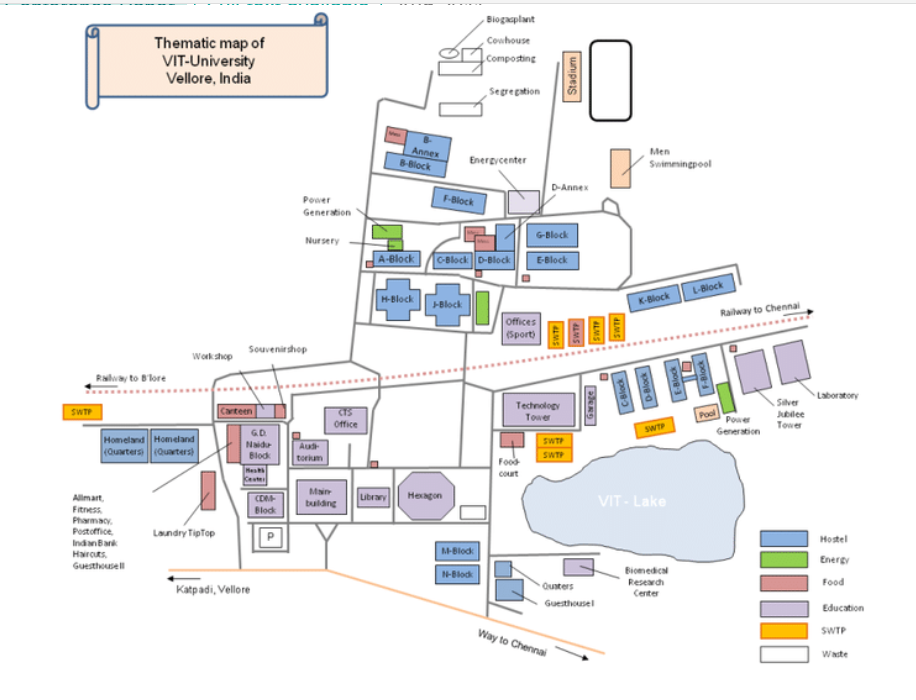 Thematic map of
VIT-University
Vellore, India
Biogasplant
Cowhouse
Composting
Segregation
Stadium
B-
Annex
B-Block
Energycenter
Men
Swimmingpool
D-Annex
F-Block
Power
Generation
Nursery
A-Block
C-Block
D-Block
G-Block
E-Block
H-Block
J-Block
K-Block
L-Block
Offices
(Sport)
SWTP
SWTP
SWTP
SWTP
Railway to Chennai
Workshop
Souvenirshop
Railway to B'lore
SWTP
Canteen
CTS
Office
Homeland
(Quarters)
Homeland
(Quarters)
G.D.
Naidu-
Block
Audi-
torium
Health
Center
Technology
Tower
Garage
C-Block
D-Block
E-Block
F-Block
Pool
Power
Generation
Silver
Jubilee
Tower
Laboratory
SWTP
SWTP
SWTP
Food-
court
Allmart,
Fitness,
Pharmacy,
Postoffice,
Indian Bank
Haircuts,
Guesthouse II
Laundry TipTop
CDM-
Block
Main-
building
Library
Hexagon
VIT - Lake
P
M-Block
N-Block
Quaters
Guesthouse I
Biomedical
Research
Center
Katpadi, Vellore
Way to Chennai
Hostel
Energy
Food
Education
SWTP
Waste